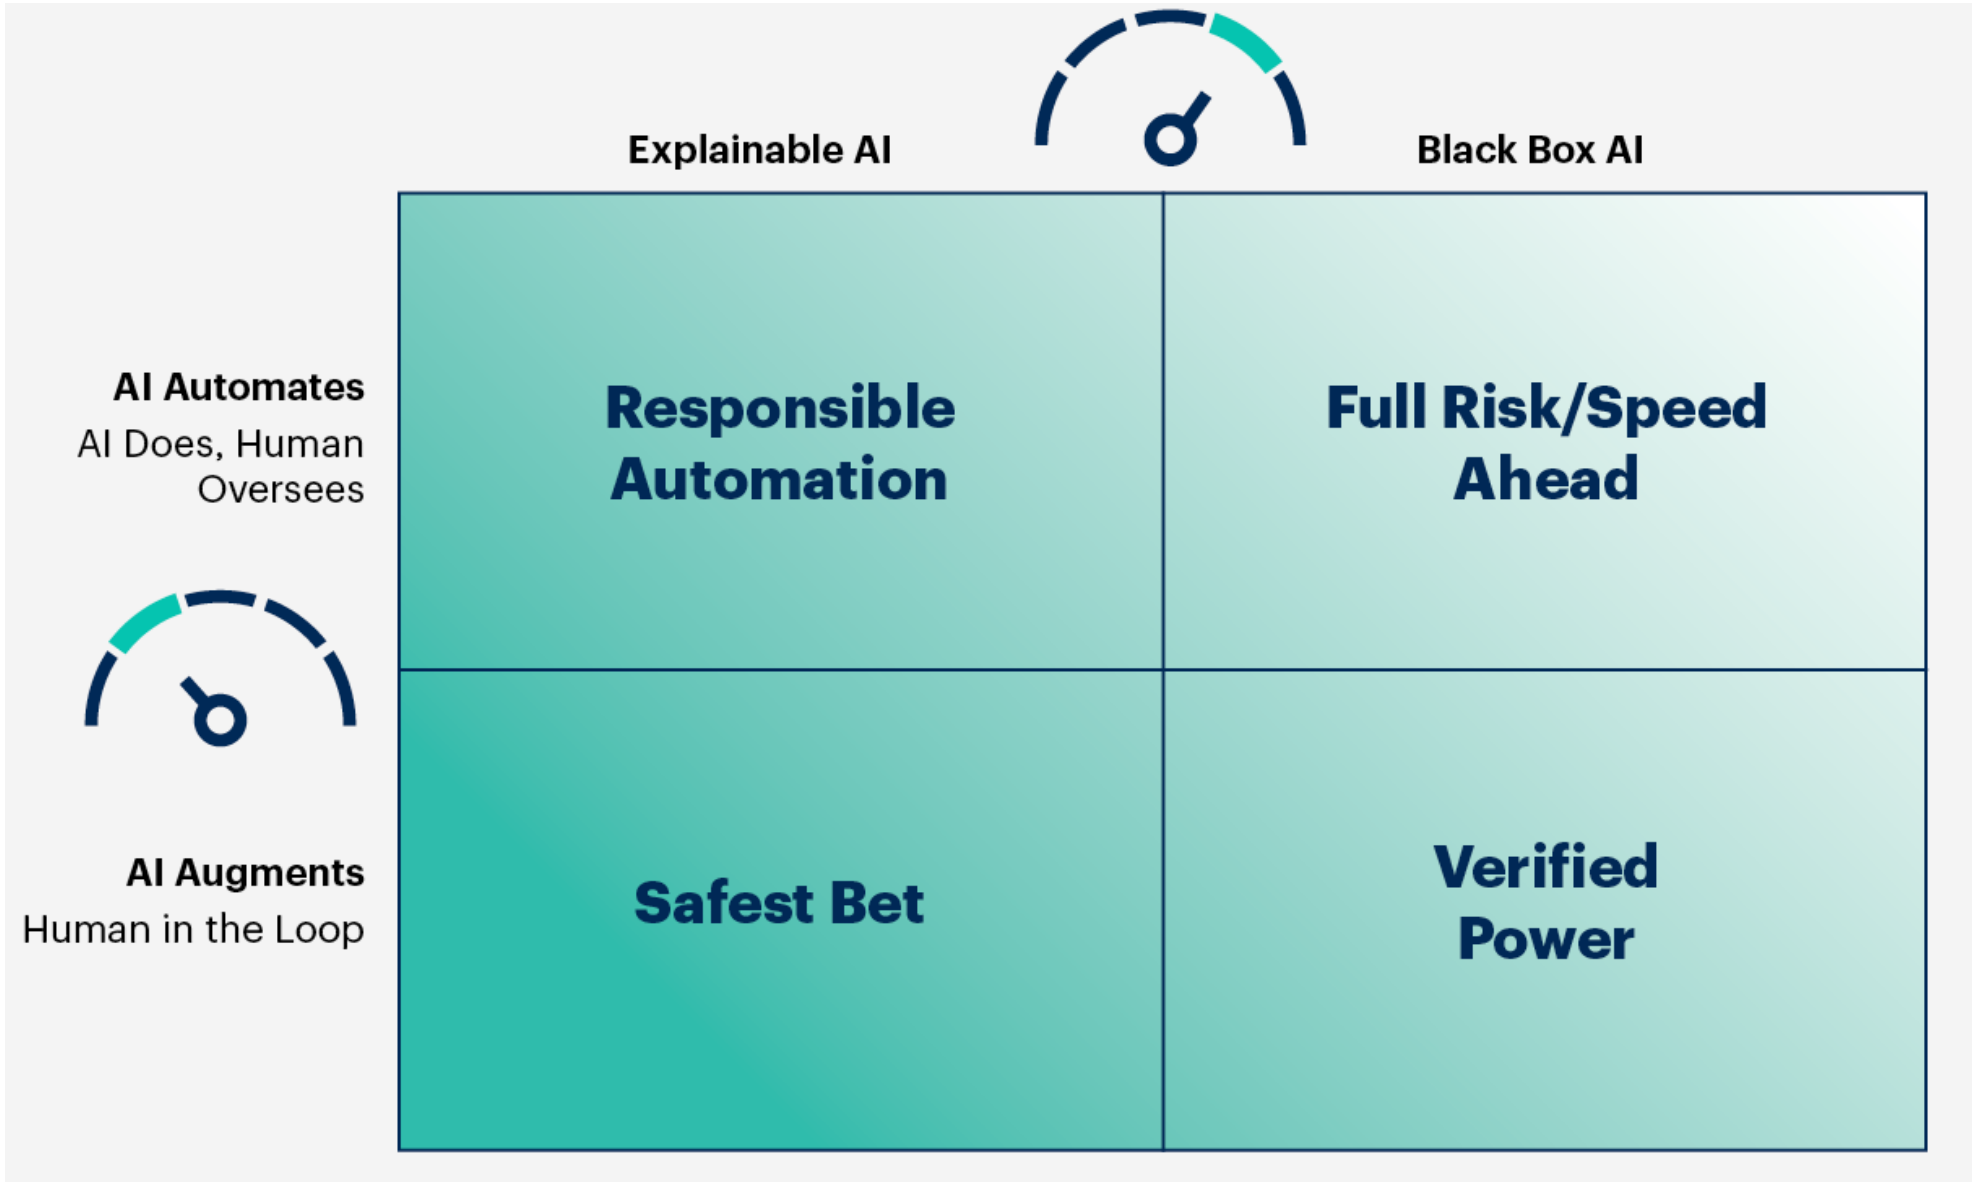 Explainable AI
Black Box AI
AI Automates
AI Does, Human
Oversees
Responsible
Automation
Full Risk/Speed
Ahead
AI Augments
Human in the Loop
Safest Bet
Verified
Power